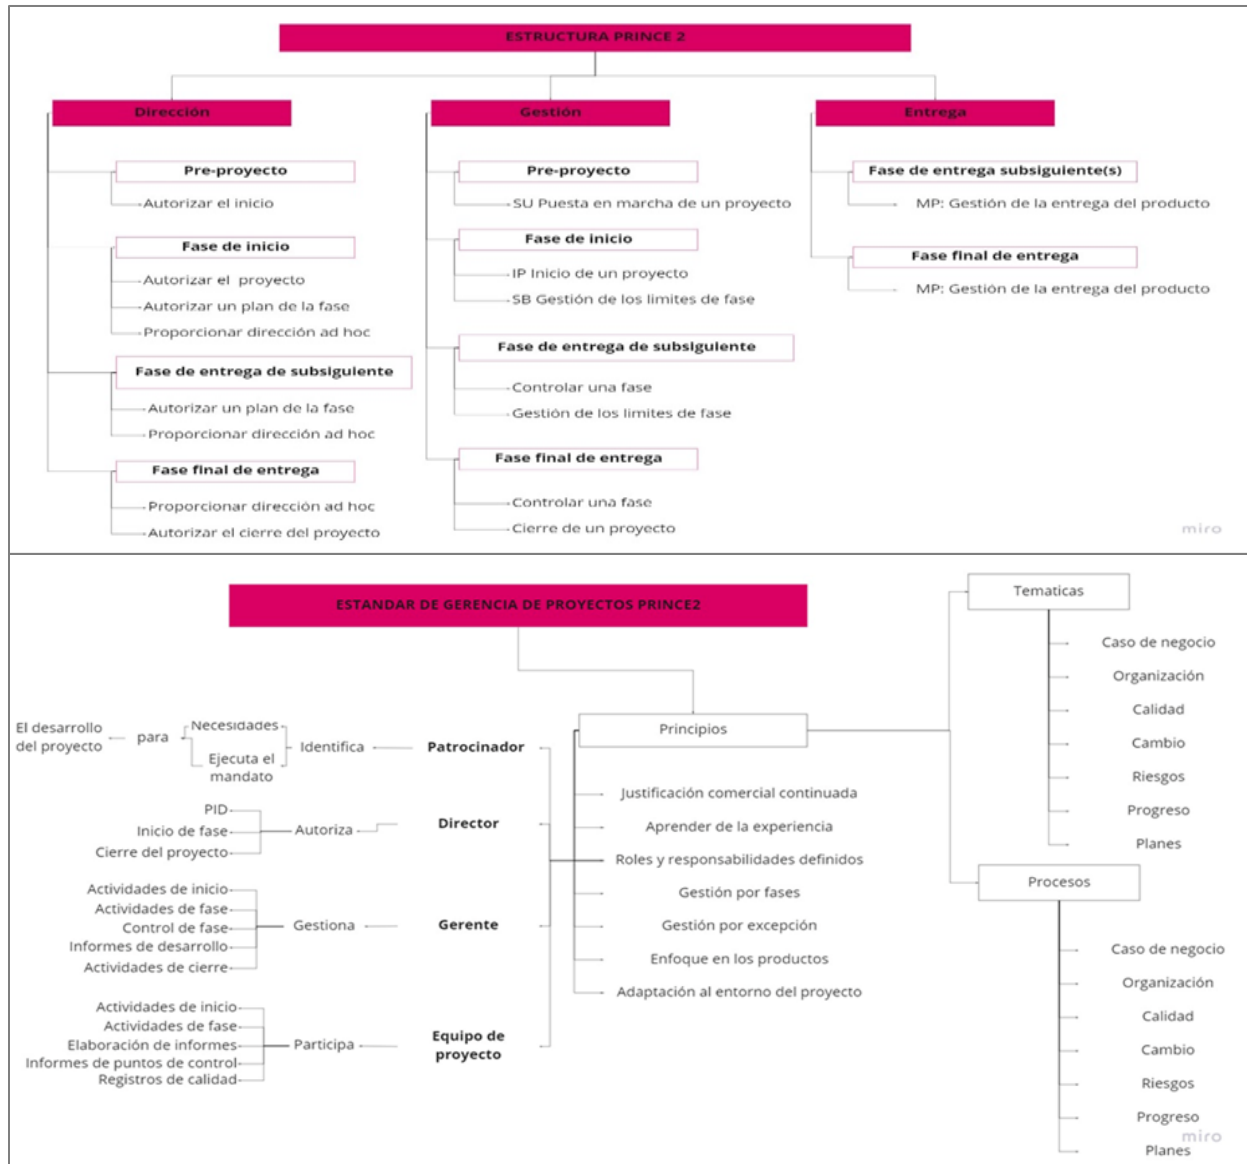 ESTRUCTURA PRINCE 2
Dirección
Pre-proyecto
Autorizar el inicio
Fase de inicio
Autorizar el proyecto
Autorizar un plan de la fase
Proporcionar dirección ad hoc
Fase de entrega de subsiguiente
Autorizar un plan de la fase
Proporcionar dirección ad hoc
Fase final de entrega
Proporcionar dirección ad hoc
Autorizar el cierre del proyecto
Gestión
Pre-proyecto
SU Puesta en marcha de un proyecto
Fase de inicio
IP Inicio de un proyecto
SB Gestión de los limites de fase
Fase de entrega de subsiguiente
Controlar una fase
Gestión de los limites de fase
Fase final de entrega
Controlar una fase
Cierre de un proyecto
Entrega
Fase de entrega subsiguiente(s)
MP: Gestión de la entrega del producto
Fase final de entrega
MP: Gestión de la entrega del producto
miro
ESTANDAR DE GERENCIA DE PROYECTOS PRINCE2
Principios
Justificación comercial continuada
Aprender de la experiencia
Roles y responsabilidades definidos
Gestión por fases
Gestión por excepción
Enfoque en los productos
Adaptación al entorno del proyecto
Patrocinador
Identifica
Necesidades
Ejecuta el
mandato
para
El desarrollo
del proyecto
Director
Autoriza
PID
Inicio de fase
Cierre del proyecto
Gerente
Gestiona
Actividades de inicio
Actividades de fase
Control de fase
Informes de desarrollo
Actividades de cierre
Equipo de
proyecto
Participa
Actividades de inicio
Actividades de fase
Elaboración de informes
Informes de puntos de control
Registros de calidad
Tematicas
Caso de negocio
Organización
Calidad
Cambio
Riesgos
Progreso
Planes
Procesos
Caso de negocio
Organización
Calidad
Cambio
Riesgos
Progreso
Planes
miro